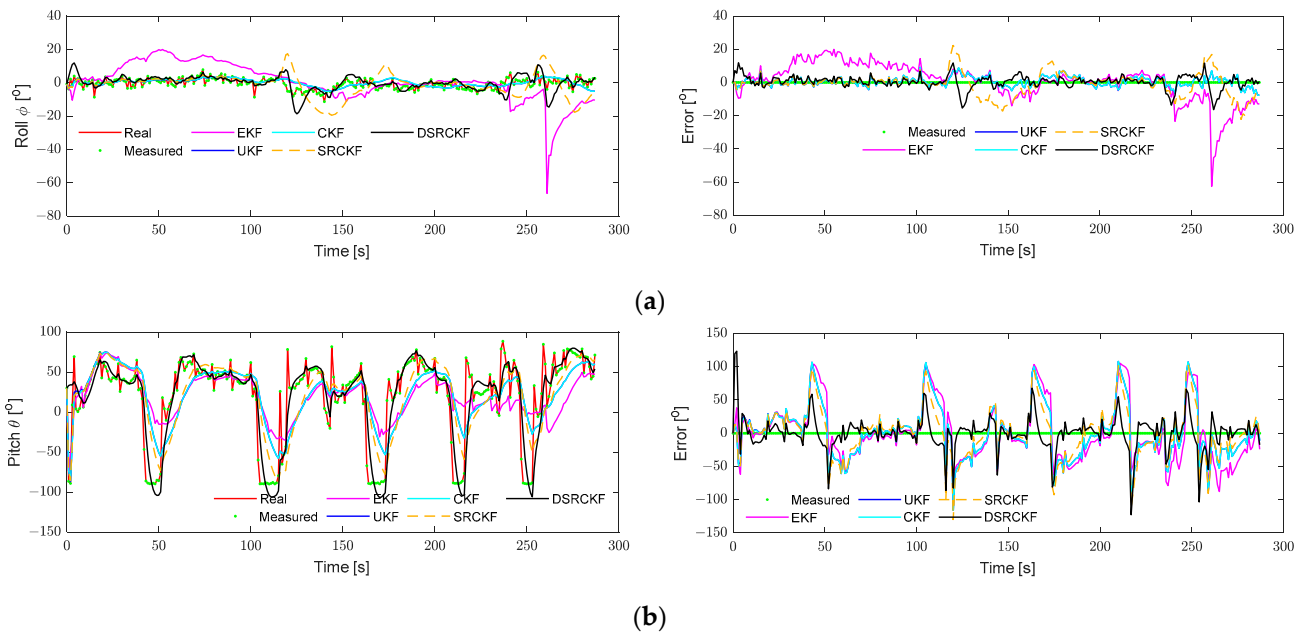 40
20
0
−20
−40
−60
−80
Roll ϕ [º]
Real
EKF
CKF
DSRCKF
Measured
UKF
SRCKF
0 50 100 150 200 250 300
Time [s]
40
20
0
−20
−40
−60
−80
Error [º]
Measured
UKF
SRCKF
EKF
CKF
DSRCKF
0 50 100 150 200 250 300
Time [s]
(a)
100
50
0
−50
−100
−150
Pitch θ [º]
Real
EKF
CKF
DSRCKF
Measured
UKF
SRCKF
0 50 100 150 200 250 300
Time [s]
150
100
50
0
−50
−100
−150
Error [º]
Measured
UKF
SRCKF
EKF
CKF
DSRCKF
0 50 100 150 200 250 300
Time [s]
(b)